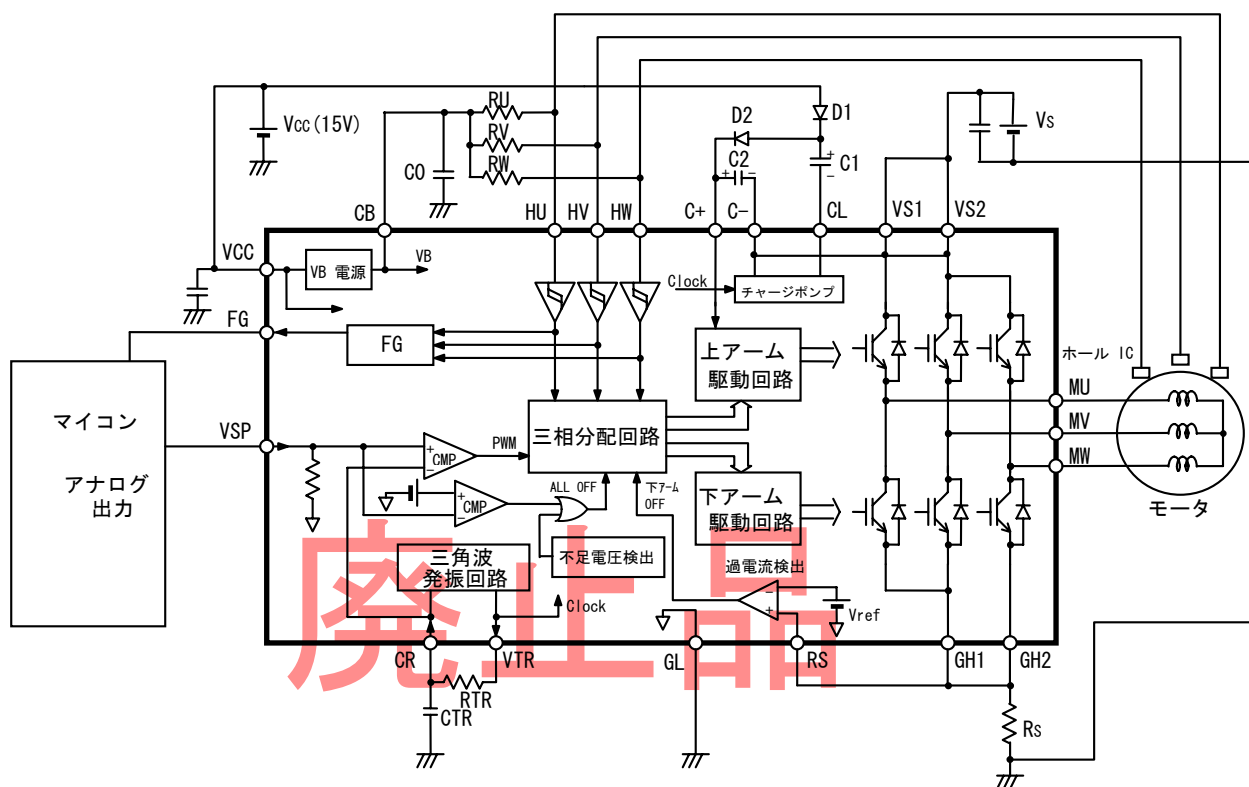 RU
Vcc(15V)
RV
CO
RW
D2
D1
C2
+
-
+
-
C1
Vs
CB
HU
HV
HW
C+
C-
CL
VS1
VS2
VCC
VB 電源
VB
Clock
チャージポンプ
FG
FG
上アーム
駆動回路
ホール IC
マイコン
アナログ
出力
VSP
+
-
CMP
PWM
三相分配回路
MU
MV
MW
モータ
+
-
CMP
ALL OFF
下アーム
OFF
下アーム
駆動回路
三角波
発振回路
不足電圧検出
過電流検出
-
+
Vref
Clock
廃止品
CR
VTR
GL
RS
GH1
GH2
RTR
CTR
Rs